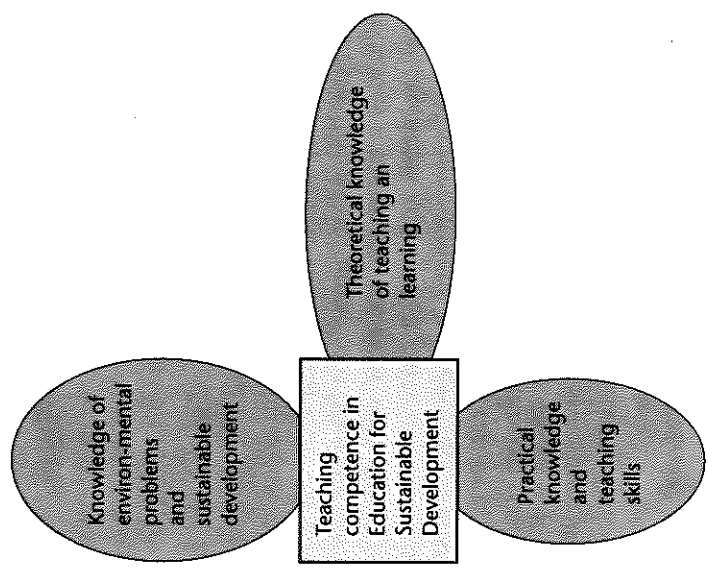 Practical
knowledge
and
teaching
skills
Teaching
competence in
Education for
Sustainable
Development
Knowledge of
environ-mental
problems
and
sustainable
development
Theoretical knowledge
of teaching an
learning